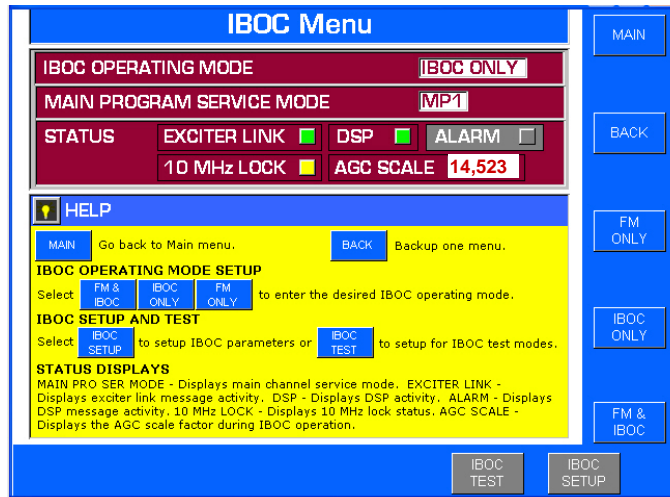 IBOC Menu
IBOC OPERATING MODE IBOC ONLY
MAIN PROGRAM SERVICE MODE MP1
STATUS EXCITER LINK DSP ALARM
10 MHz LOCK AGC SCALE 14,523
HELP
MAIN Go back to Main menu. BACK Backup one menu.
IBOC OPERATING MODE SETUP
Select FM & IBOC IBOC ONLY FM ONLY to enter the desired IBOC operating mode.
IBOC SETUP AND TEST
Select IBOC SETUP to setup IBOC parameters or IBOC TEST to setup for IBOC test modes.
STATUS DISPLAYS
MAIN PRO SER MODE - Displays main channel service mode. EXCITER LINK -
Displays exciter link message activity. DSP - Displays DSP activity. ALARM - Displays
DSP message activity. 10 MHz LOCK - Displays 10 MHz lock status. AGC SCALE -
Displays the AGC scale factor during IBOC operation.
MAIN
BACK
FM
ONLY
IBOC
ONLY
FM &
IBOC
IBOC
TEST
IBOC
SETUP